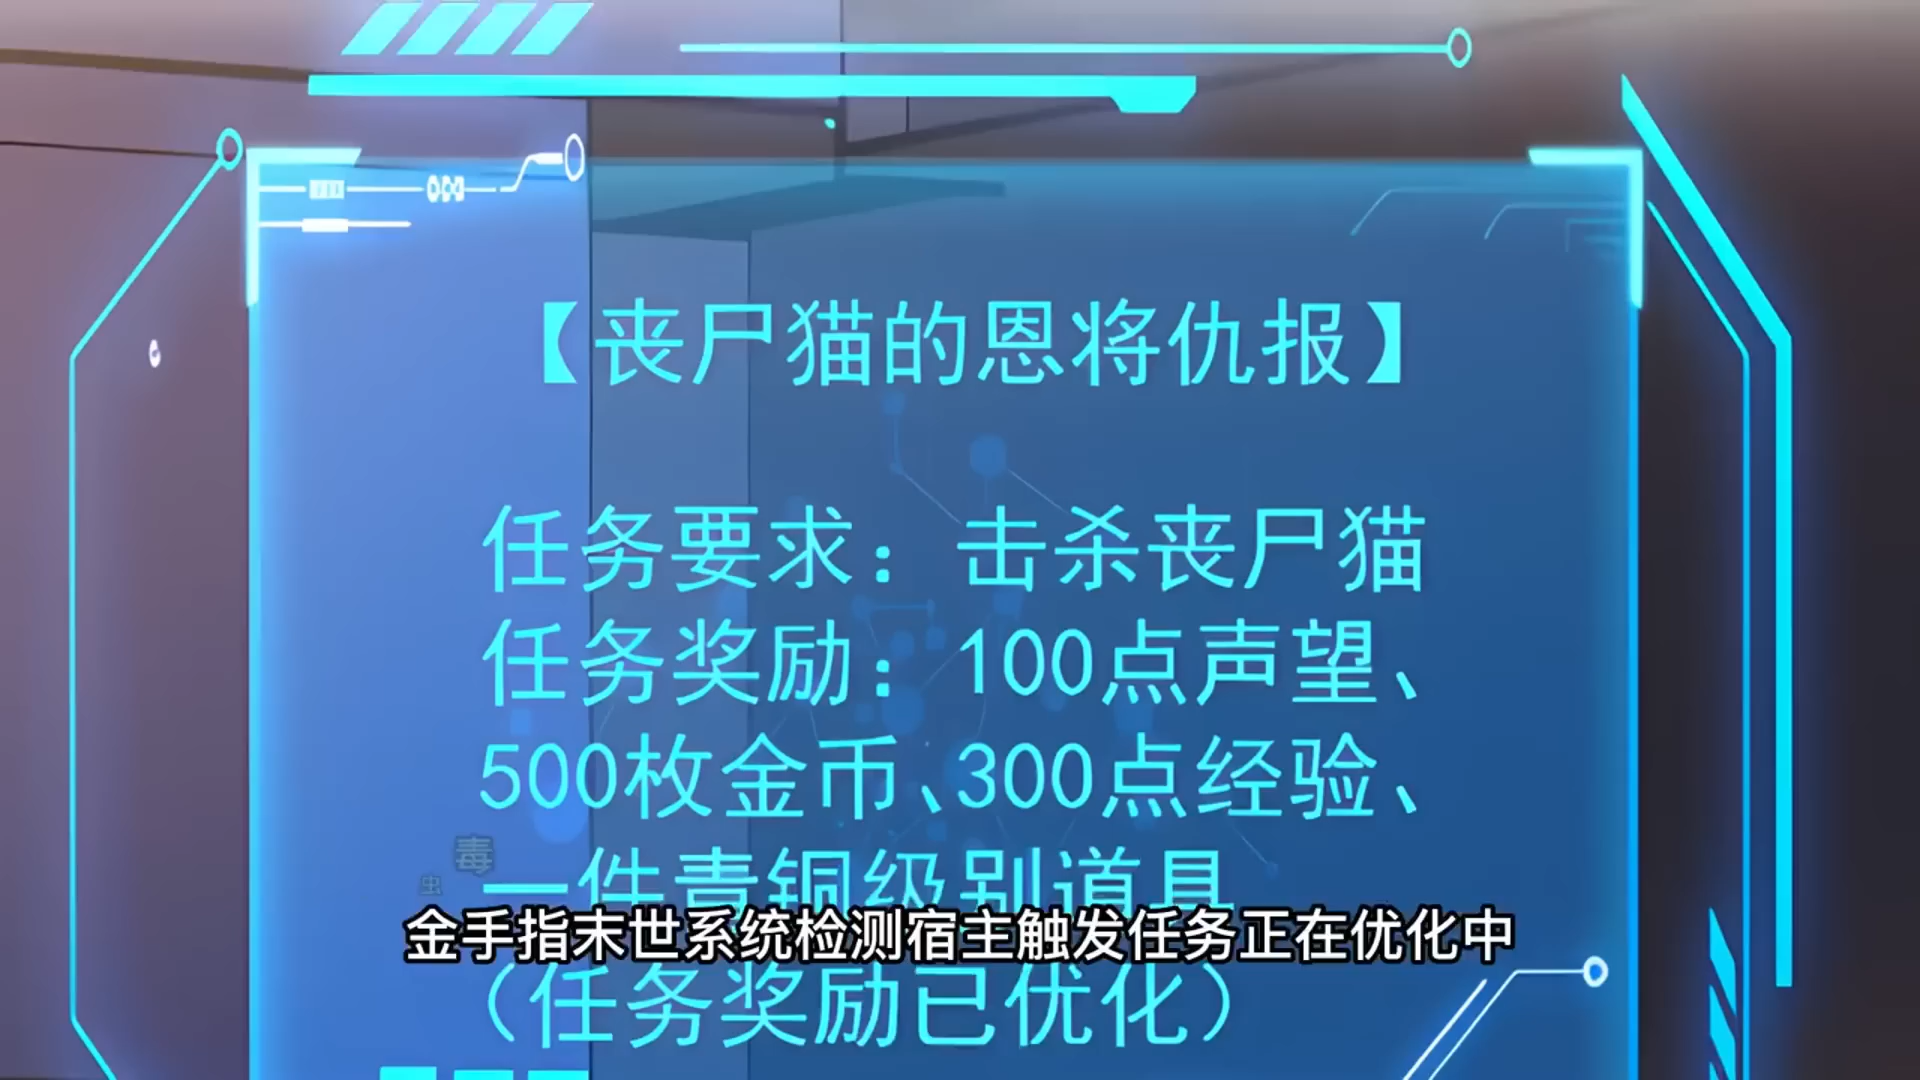 【丧尸猫的恩将仇报】
任务要求：击杀丧尸猫
任务奖励：100点声望、
500枚金币、300点经验、
一件青铜级别道具
毒
虫
金手指末世系统检测宿主触发任务正在优化中
（任务奖励已优化）